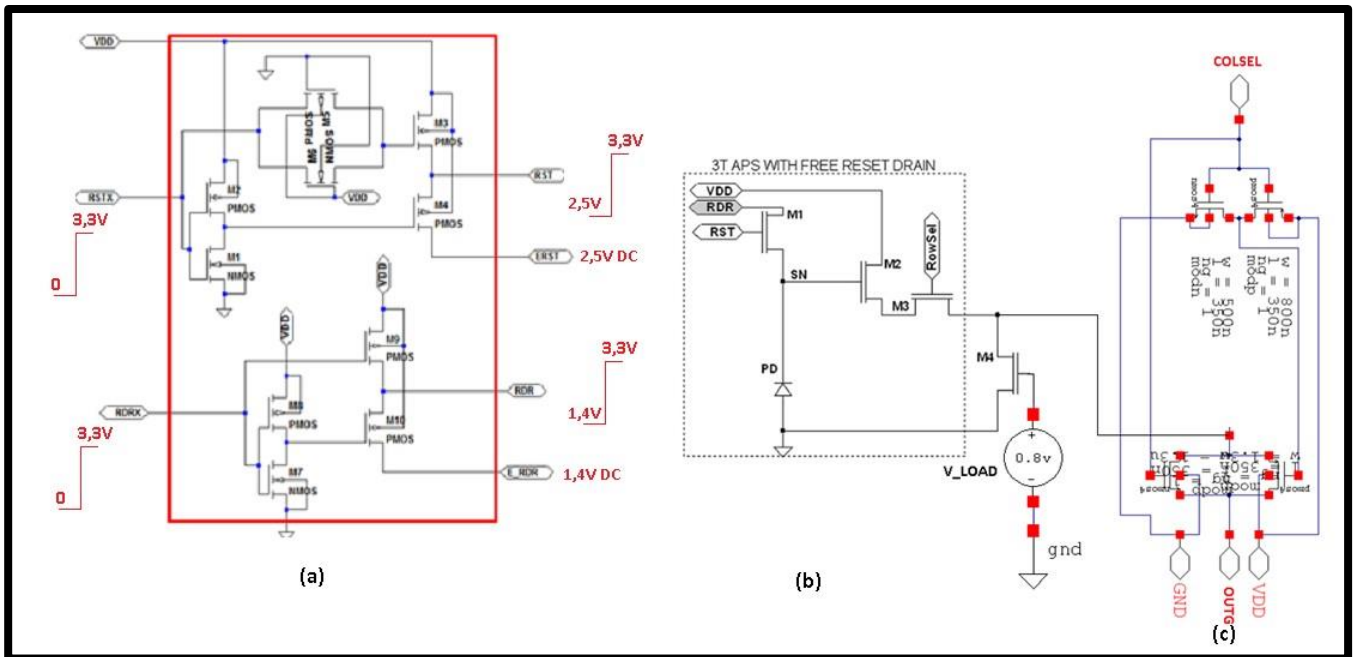 VDD
M5
PMOS
NMOS
M6
VDD
M3
PMOS
RST
3,3V
2,5V
RSTX
3,3V
0
M2
PMOS
M1
NMOS
M4
PMOS
ERST
2,5V DC
VDD
VDD
M9
PMOS
RDR
3,3V
1,4V
RDRX
3,3V
0
M8
PMOS
M10
PMOS
M7
NMOS
E_RDR
1,4V DC
(a)
3T APS WITH FREE RESET DRAIN
VDD
RDR
M1
RST
SN
M2
RowSel
M3
PD
M4
V_LOAD
+
0.8v
-
gnd
(b)
COLSEL
nmos4
pmos4
w = 500n
l = 350n
ng = 1
modn
w = 800n
l = 350n
ng = 1
modp
GND
OUTG
VDD
(c)